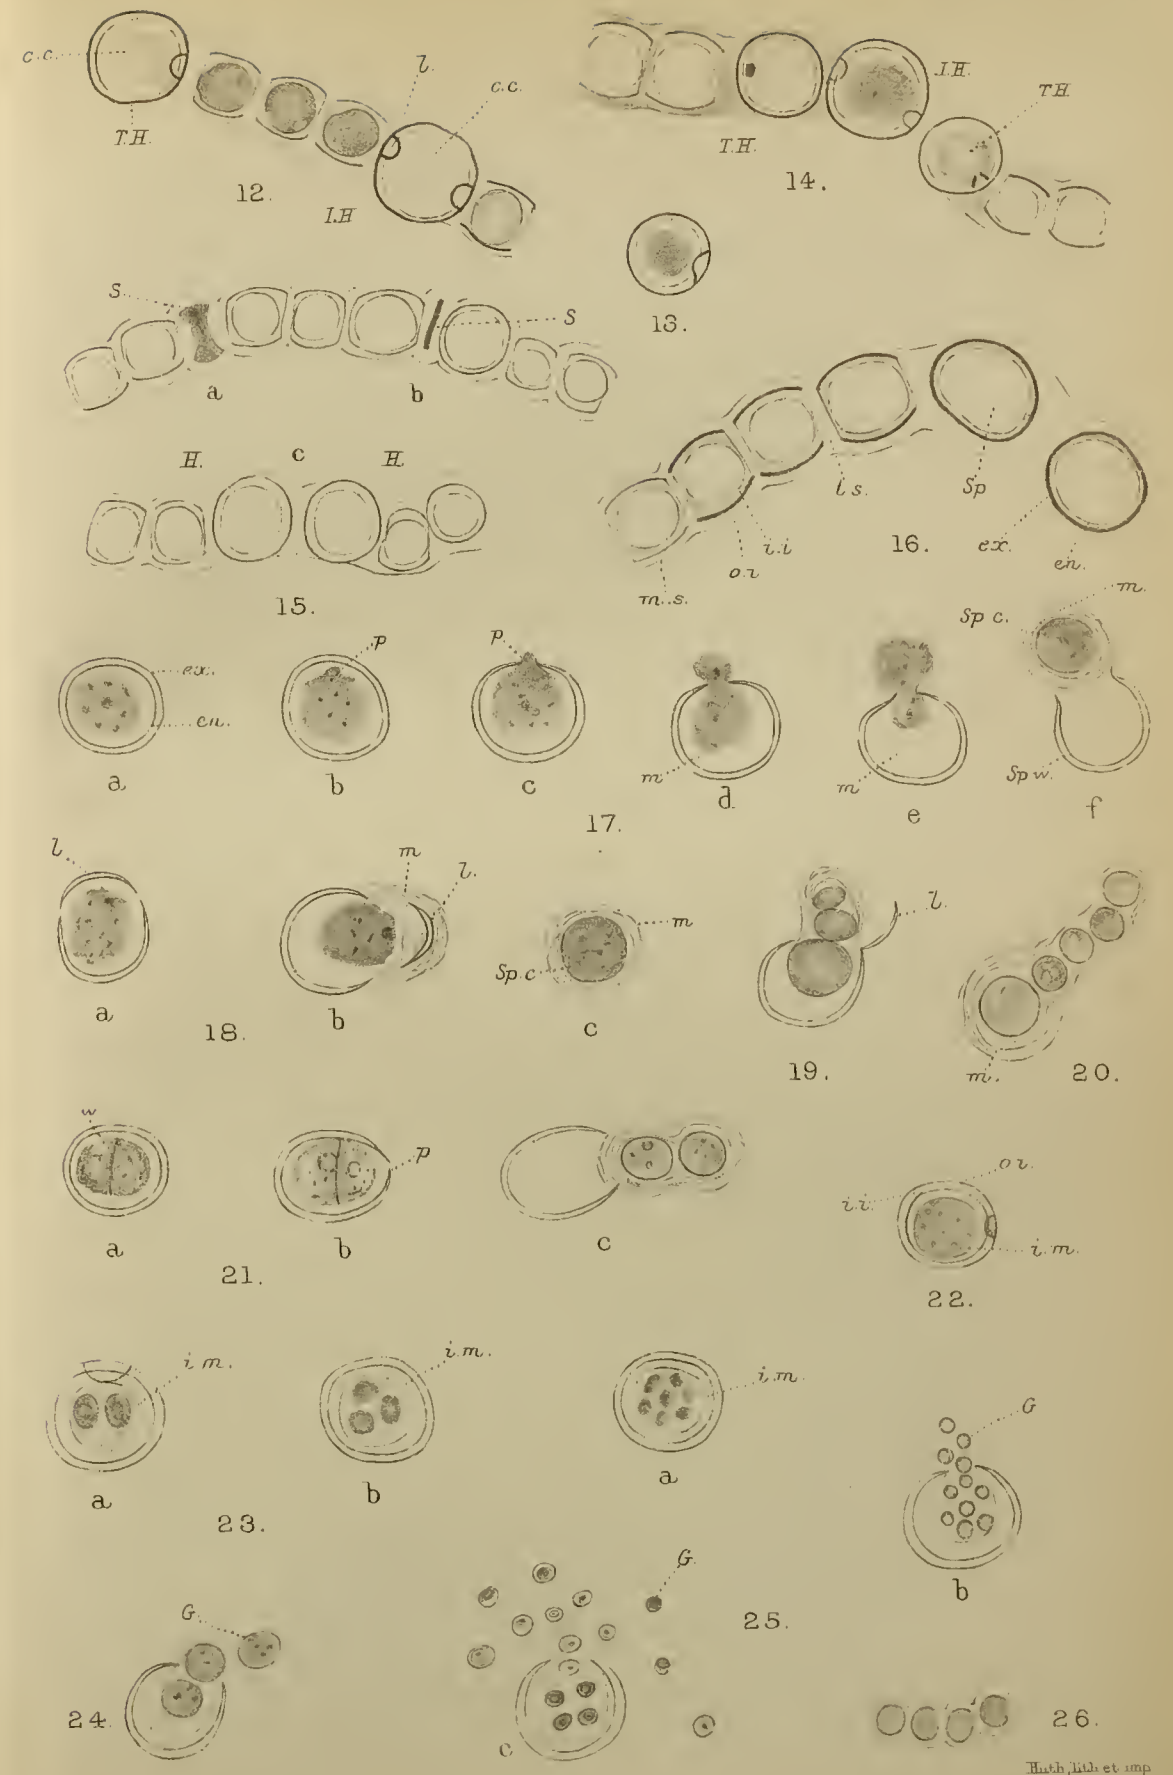 c.c.
T.H.
l.
c.c.
I.H
12.
T.H.
I.H.
T.H.
14.
13.
S
S
a
b
H.
c
H.
15.
m.s.
o.i
i.i
l s.
Sp
ex.
en.
16.
ex.
en.
a
p
b
p.
c
m
d
m
e
Sp c.
m.
Sp w.
f
17.
l.
a
m
l.
b
Sp.c
m
c
18.
l.
19.
m.
20.
w
a
p
b
c
21.
i.i.
o i.
i.m.
22.
i m.
a
i.m.
b
23.
i.m.
a
G
b
G.
24.
G.
c
25.
26.
Huth, lith et imp